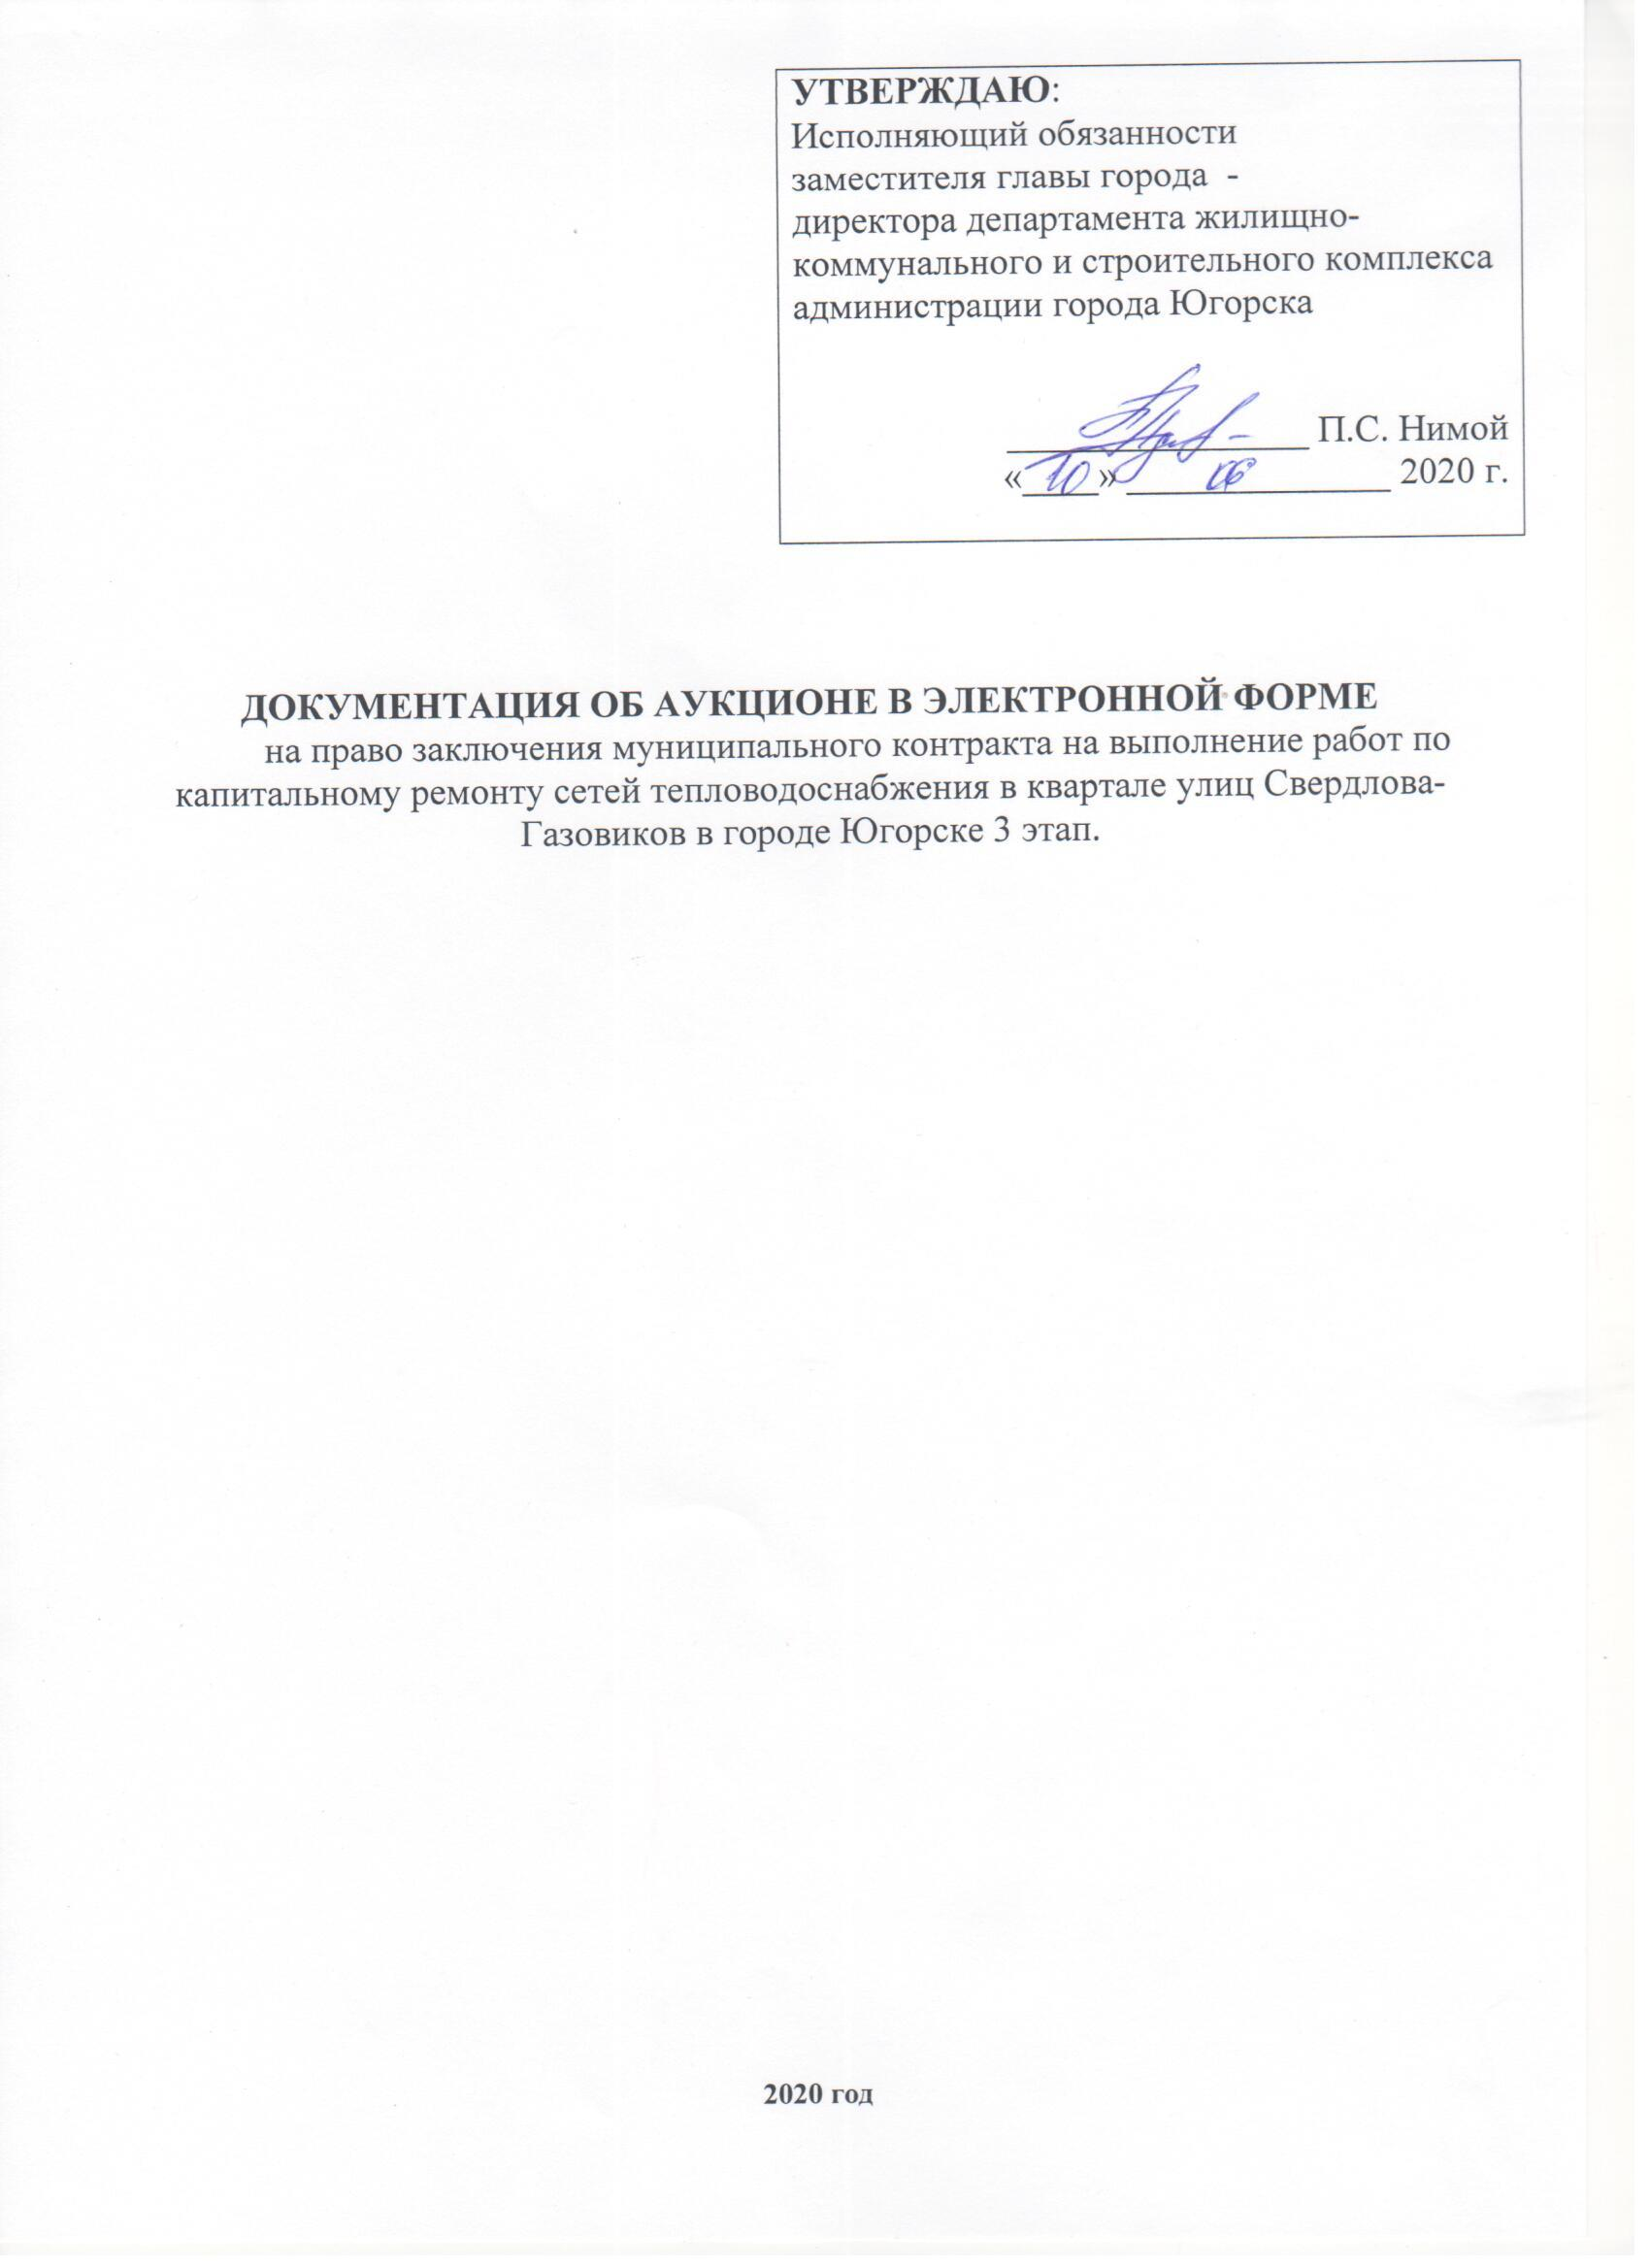 УТВЕРЖДАЮ:
Исполняющий обязанности
заместителя главы города -
директора департамента жилищно-
коммунального и строительного комплекса
администрации города Югорска
________________ П.С. Нимой
«10» 06 2020 г.
ДОКУМЕНТАЦИЯ ОБ АУКЦИОНЕ В ЭЛЕКТРОННОЙ ФОРМЕ
на право заключения муниципального контракта на выполнение работ по
капитальному ремонту сетей тепловодоснабжения в квартале улиц Свердлова-
Газовиков в городе Югорске 3 этап.
2020 год